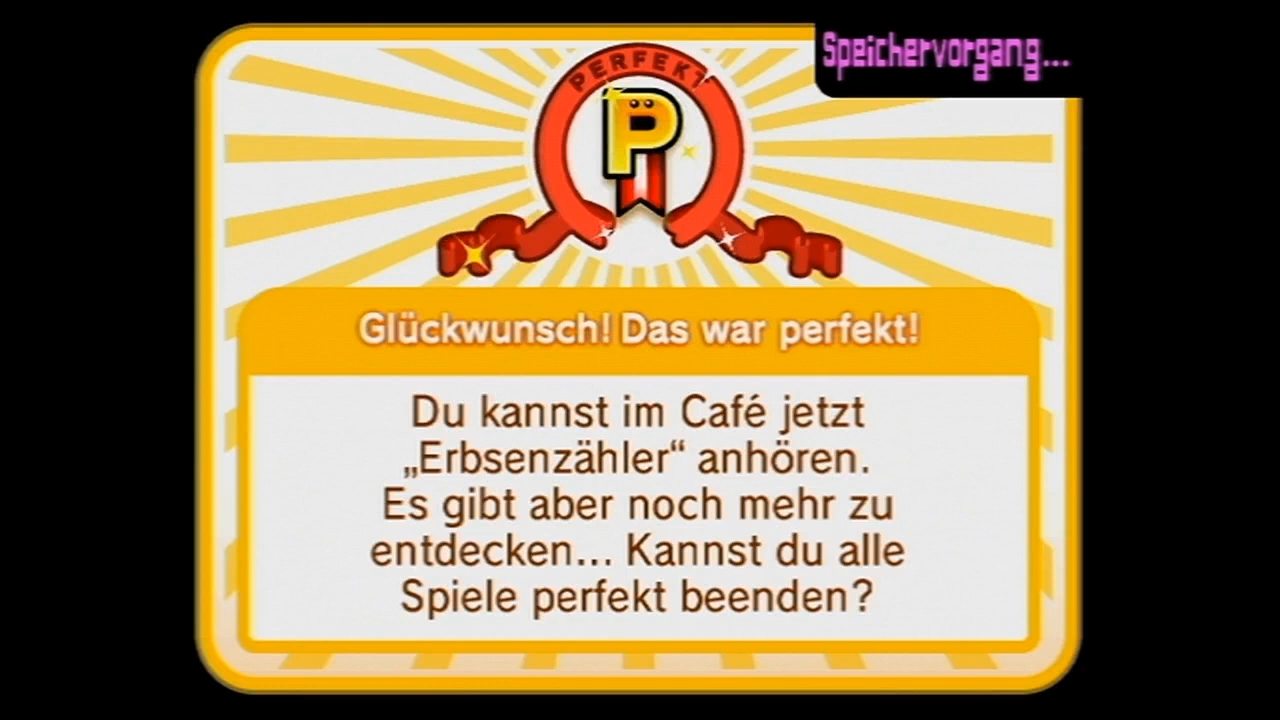 Speichervorgang...
PERFEKT
P
Glückwunsch! Das war perfekt!
Du kannst im Café jetzt
„Erbsenzähler“ anhören.
Es gibt aber noch mehr zu
entdecken... Kannst du alle
Spiele perfekt beenden?